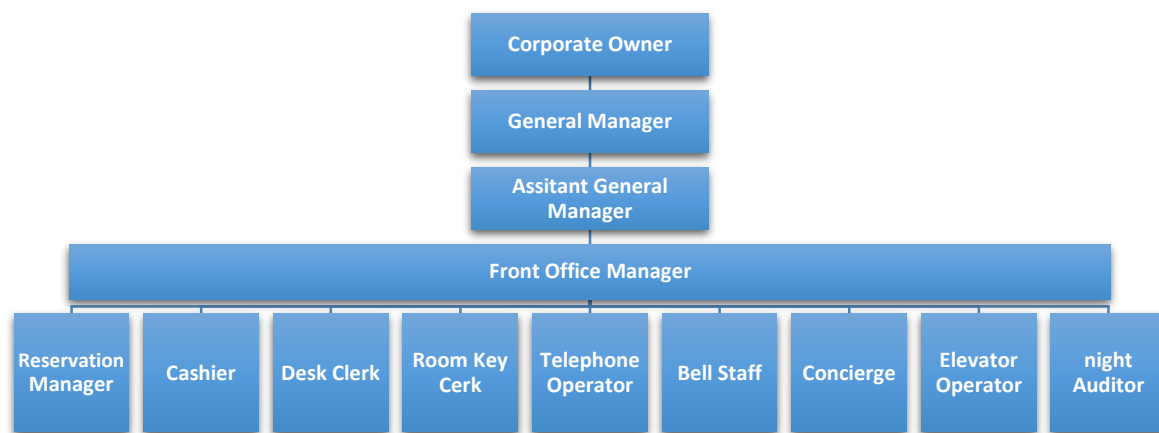 Corporate Owner
General Manager
Assitant General
Manager
Front Office Manager
Reservation
Manager
Cashier
Desk Clerk
Room Key
Cerk
Telephone
Operator
Bell Staff
Concierge
Elevator
Operator
night
Auditor